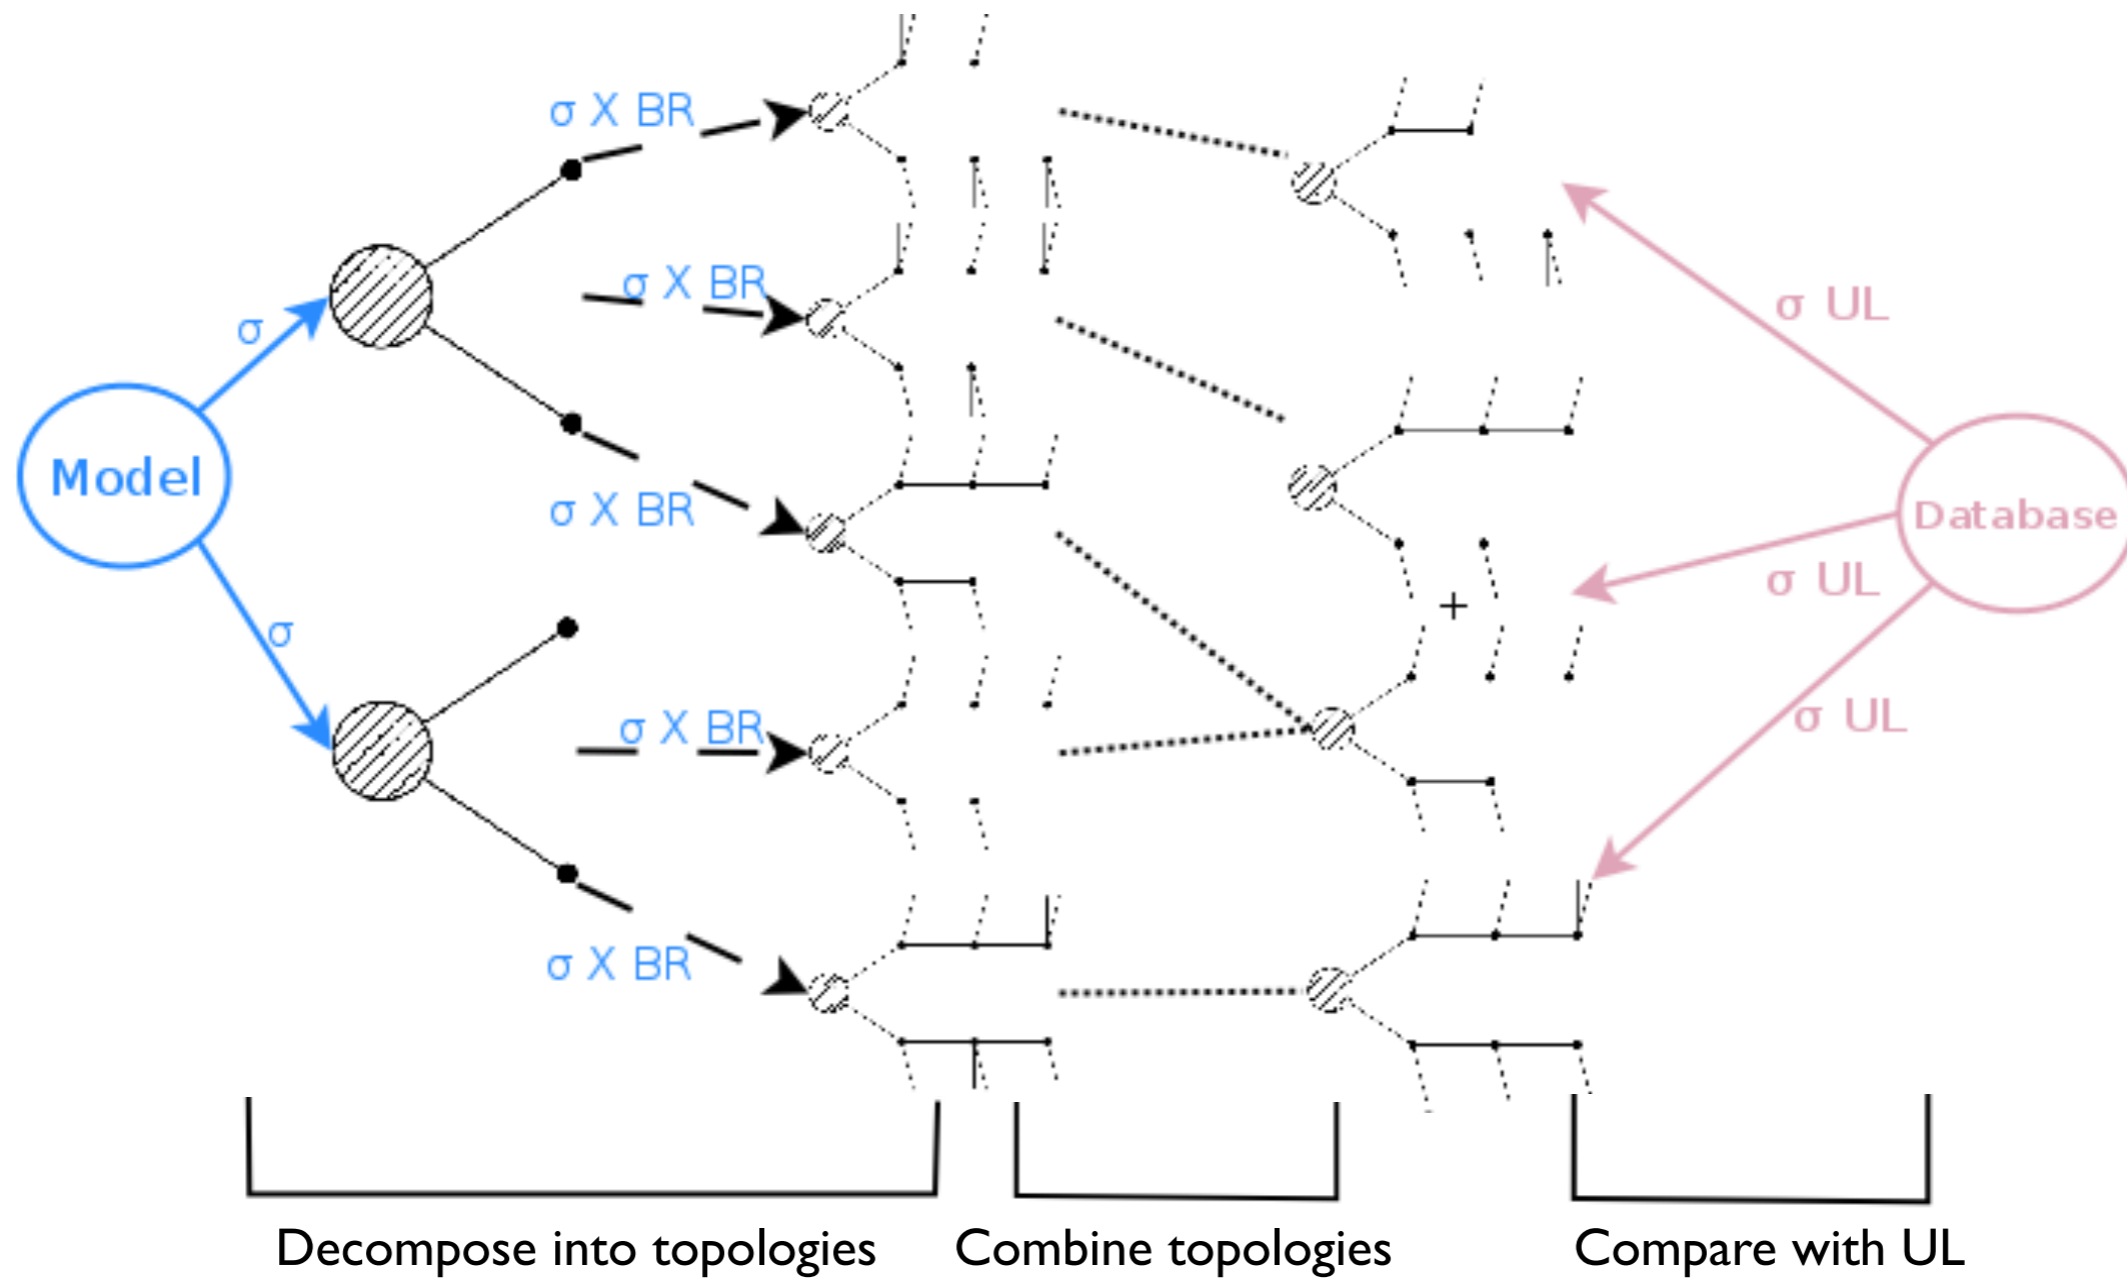 σ X BR
σ X BR
σ UL
σ
Model
σ X BR
Database
σ UL
+
σ
σ X BR
σ UL
σ X BR
Decompose into topologies
Combine topologies
Compare with UL